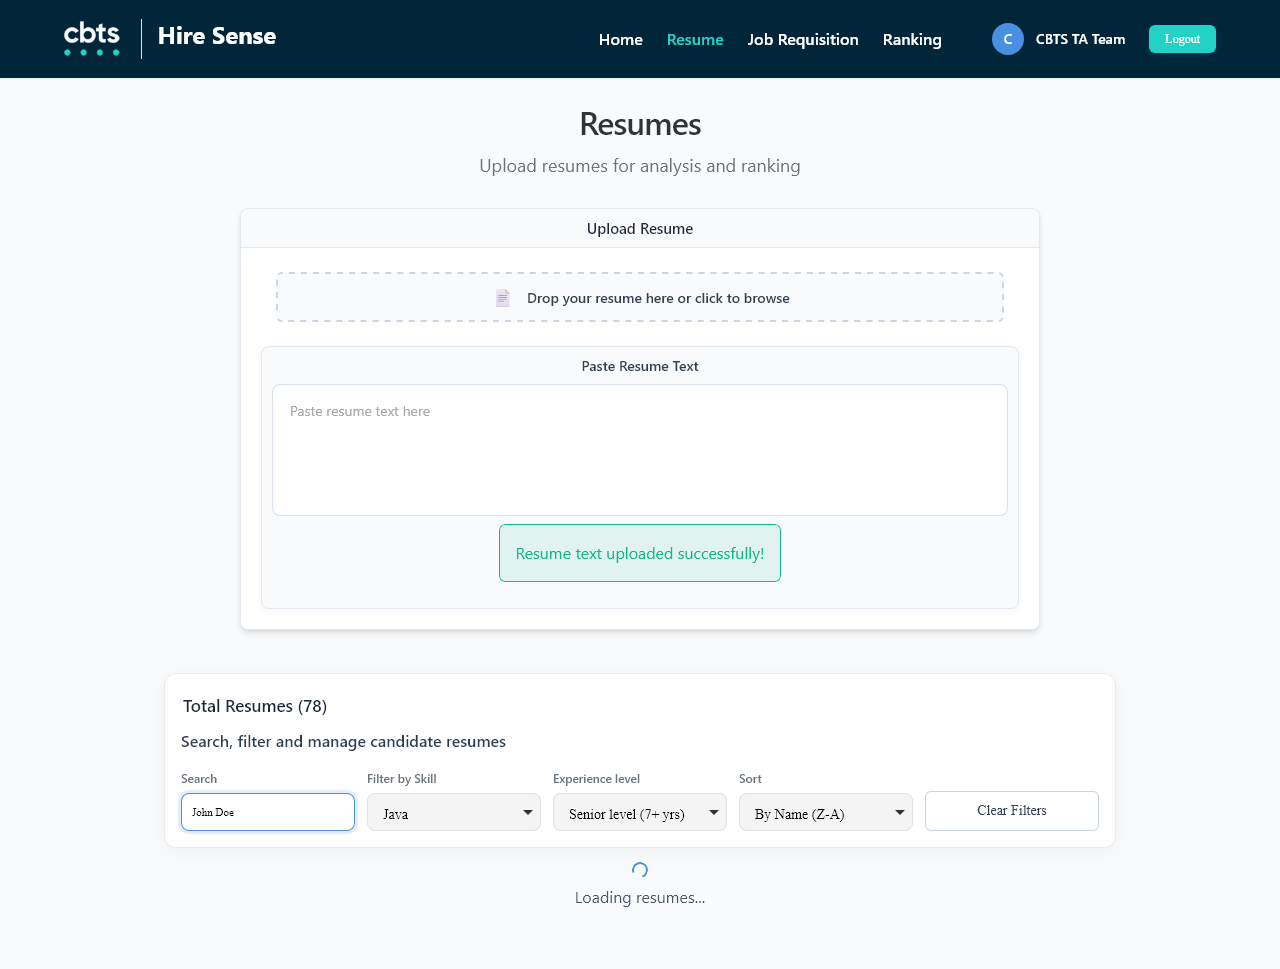 cbts
Hire Sense
Home
Resume
Job Requisition
Ranking
C
CBTS TA Team
Logout
Resumes
Upload resumes for analysis and ranking
Upload Resume
Drop your resume here or click to browse
Paste Resume Text
Paste resume text here
Resume text uploaded successfully!
Total Resumes (78)
Search, filter and manage candidate resumes
Search
Filter by Skill
Experience level
Sort
John Doe
Java
Senior level (7+ yrs)
By Name (Z-A)
Clear Filters
Loading resumes...